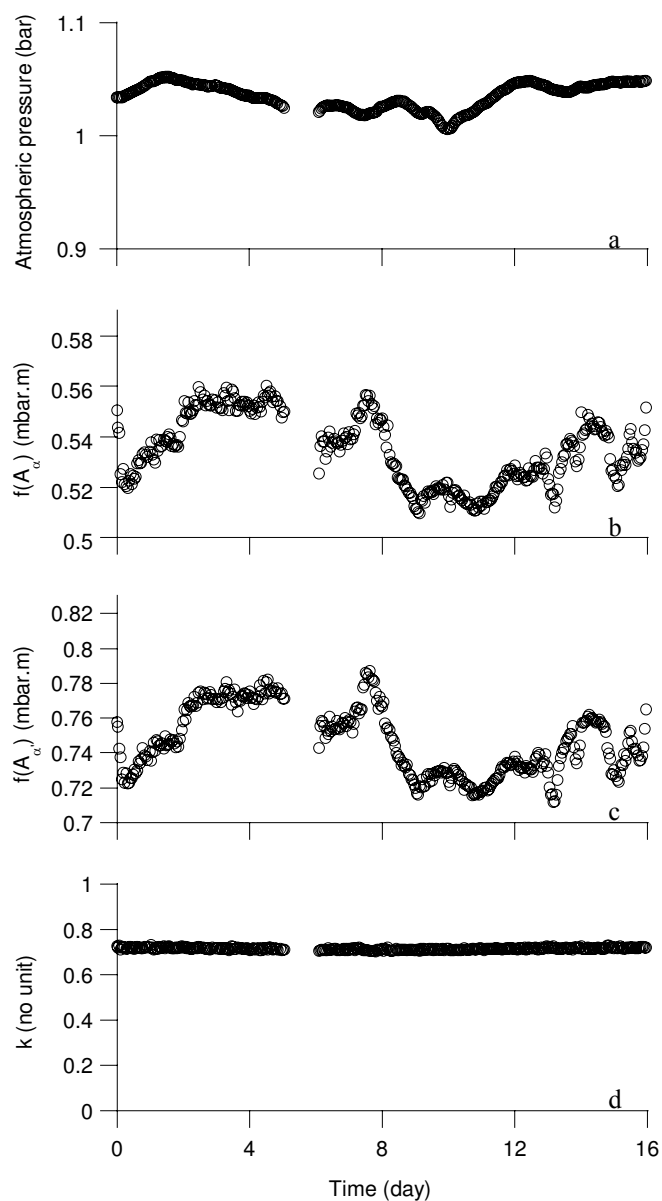 Atmospheric pressure (bar)
1.1
1
0.9
a
f(Aα) (mbar.m)
0.58
0.56
0.54
0.52
0.5
b
f(Aα) (mbar.m)
0.82
0.8
0.78
0.76
0.74
0.72
0.7
c
k (no unit)
1
0.8
0.6
0.4
0.2
0
d
0 4 8 12 16
Time (day)